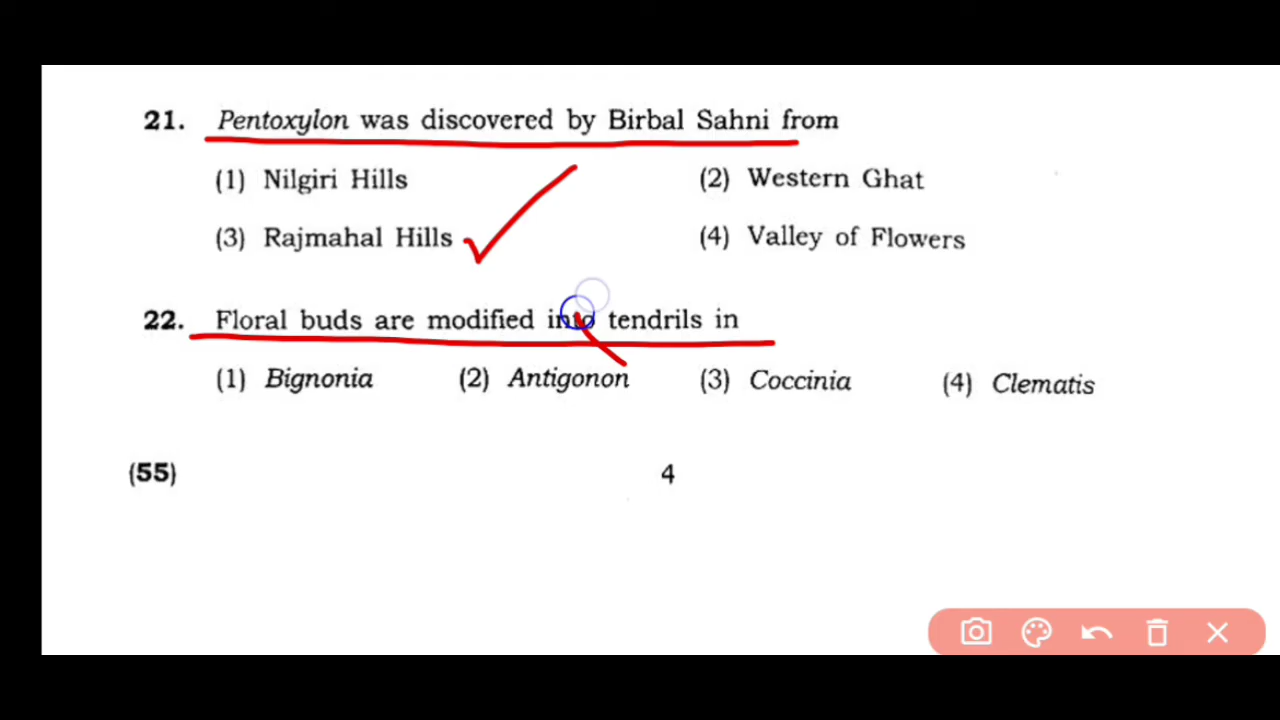 21. Pentoxylon was discovered by Birbal Sahni from
(1) Nilgiri Hills (2) Western Ghat
(3) Rajmahal Hills (4) Valley of Flowers
22. Floral buds are modified into tendrils in
(1) Bignonia (2) Antigonon (3) Coccinia (4) Clematis
(55) 4